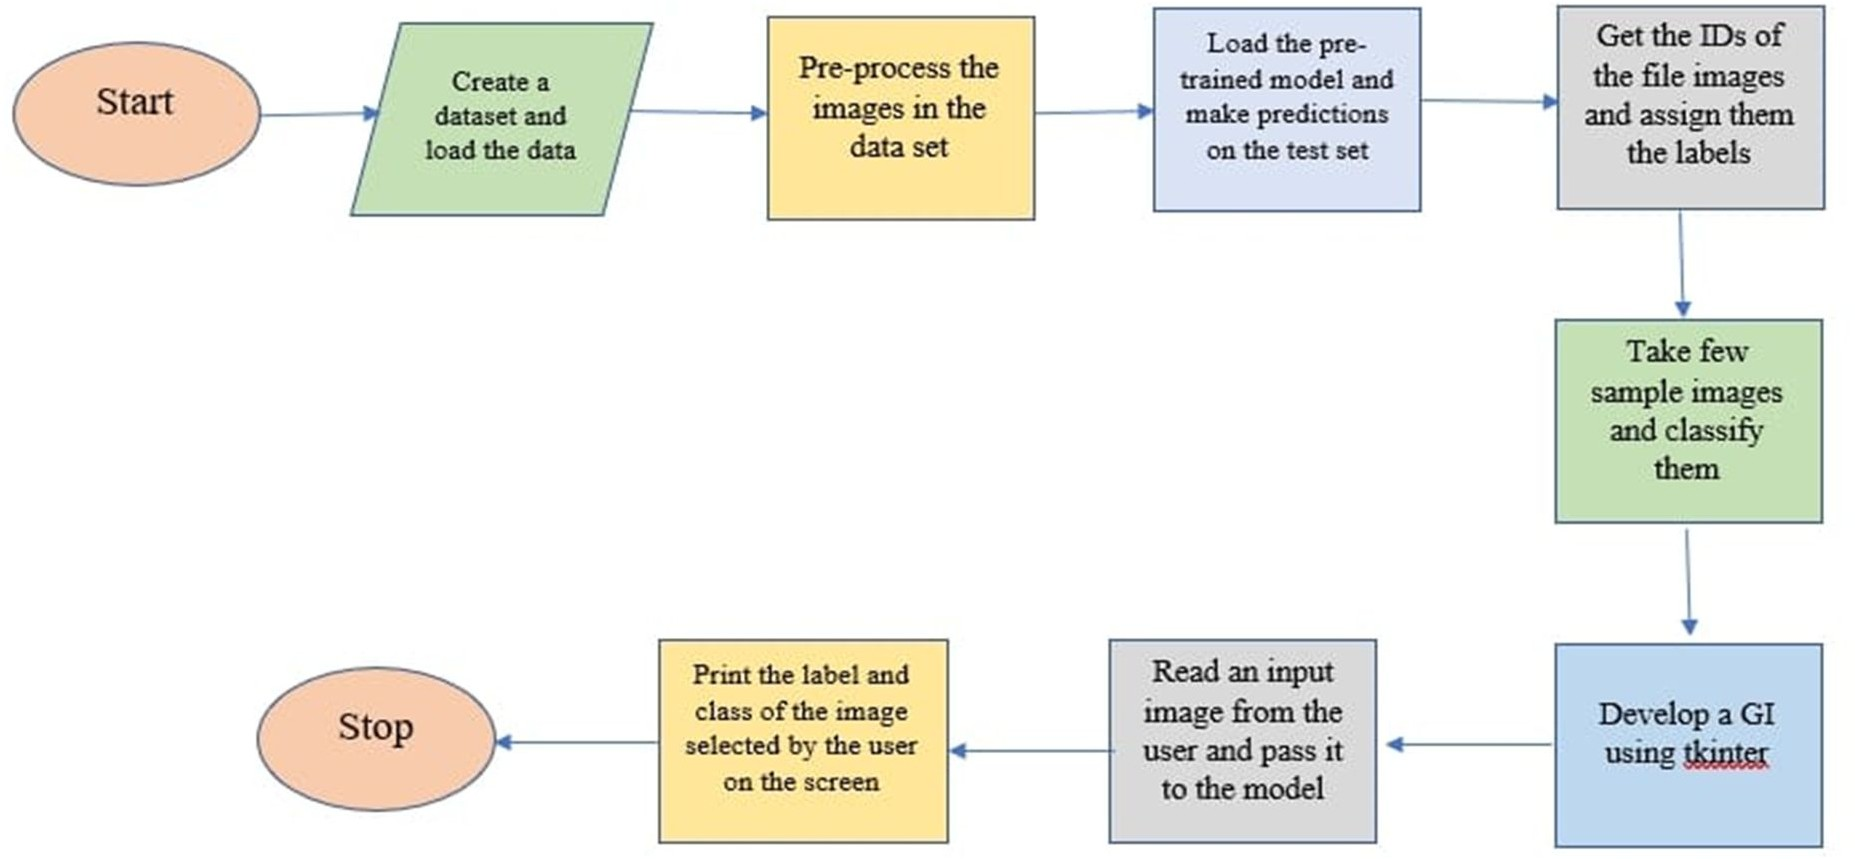 Start
Create a
dataset and
load the data
Pre-process the
images in the
data set
Load the pre-
trained model and
make predictions
on the test set
Get the IDs of
the file images
and assign them
the labels
Take few
sample images
and classify
them
Develop a GI
using tkinter
Read an input
image from the
user and pass it
to the model
Print the label and
class of the image
selected by the user
on the screen
Stop